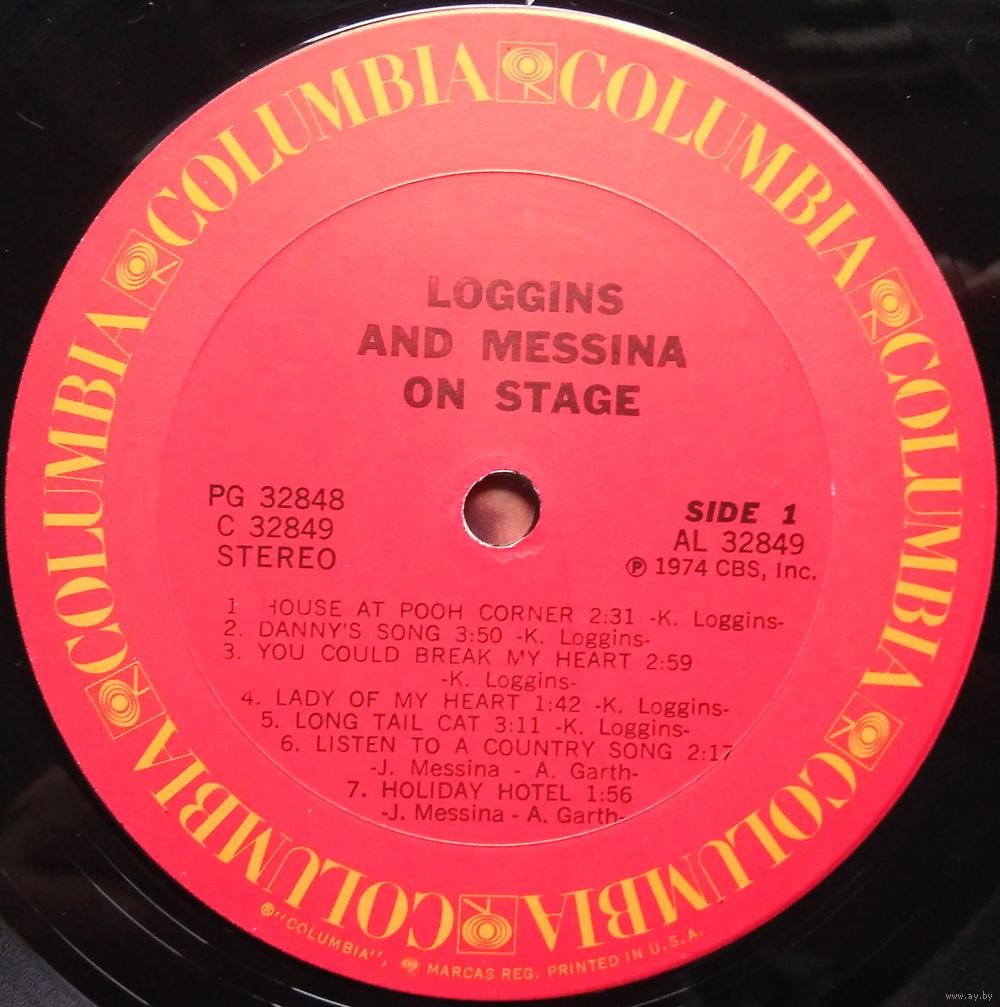 COLUMBIA COLUMBIA COLUMBIA COLUMBIA COLUMBIA COLUMBIA
LOGGINS
AND MESSINA
ON STAGE
PG 32848
C 32849
STEREO
SIDE 1
AL 32849
Ⓟ 1974 CBS, Inc.
1 HOUSE AT POOH CORNER 2:31 -K. Loggins-
2. DANNY'S SONG 3:50 -K. Loggins-
3. YOU COULD BREAK MY HEART 2:59
-K. Loggins-
4. LADY OF MY HEART 1:42 -K. Loggins-
5. LONG TAIL CAT 3:11 -K. Loggins-
6. LISTEN TO A COUNTRY SONG 2:17
-J. Messina - A. Garth-
7. HOLIDAY HOTEL 1:56
-J. Messina - A. Garth-
®"COLUMBIA", MARCAS REG. PRINTED IN U.S.A.
www.ay.by